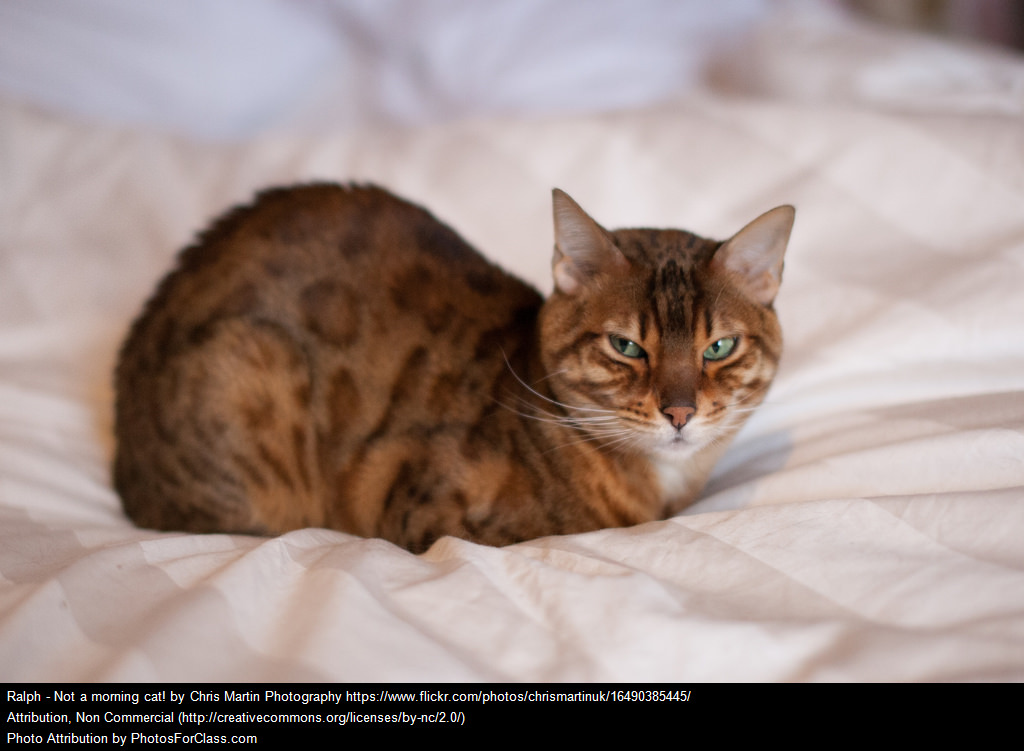 Ralph - Not a morning cat! by Chris Martin Photography https://www.flickr.com/photos/chrismartinuk/16490385445/
Attribution, Non Commercial (http://creativecommons.org/licenses/by-nc/2.0/)
Photo Attribution by PhotosForClass.com